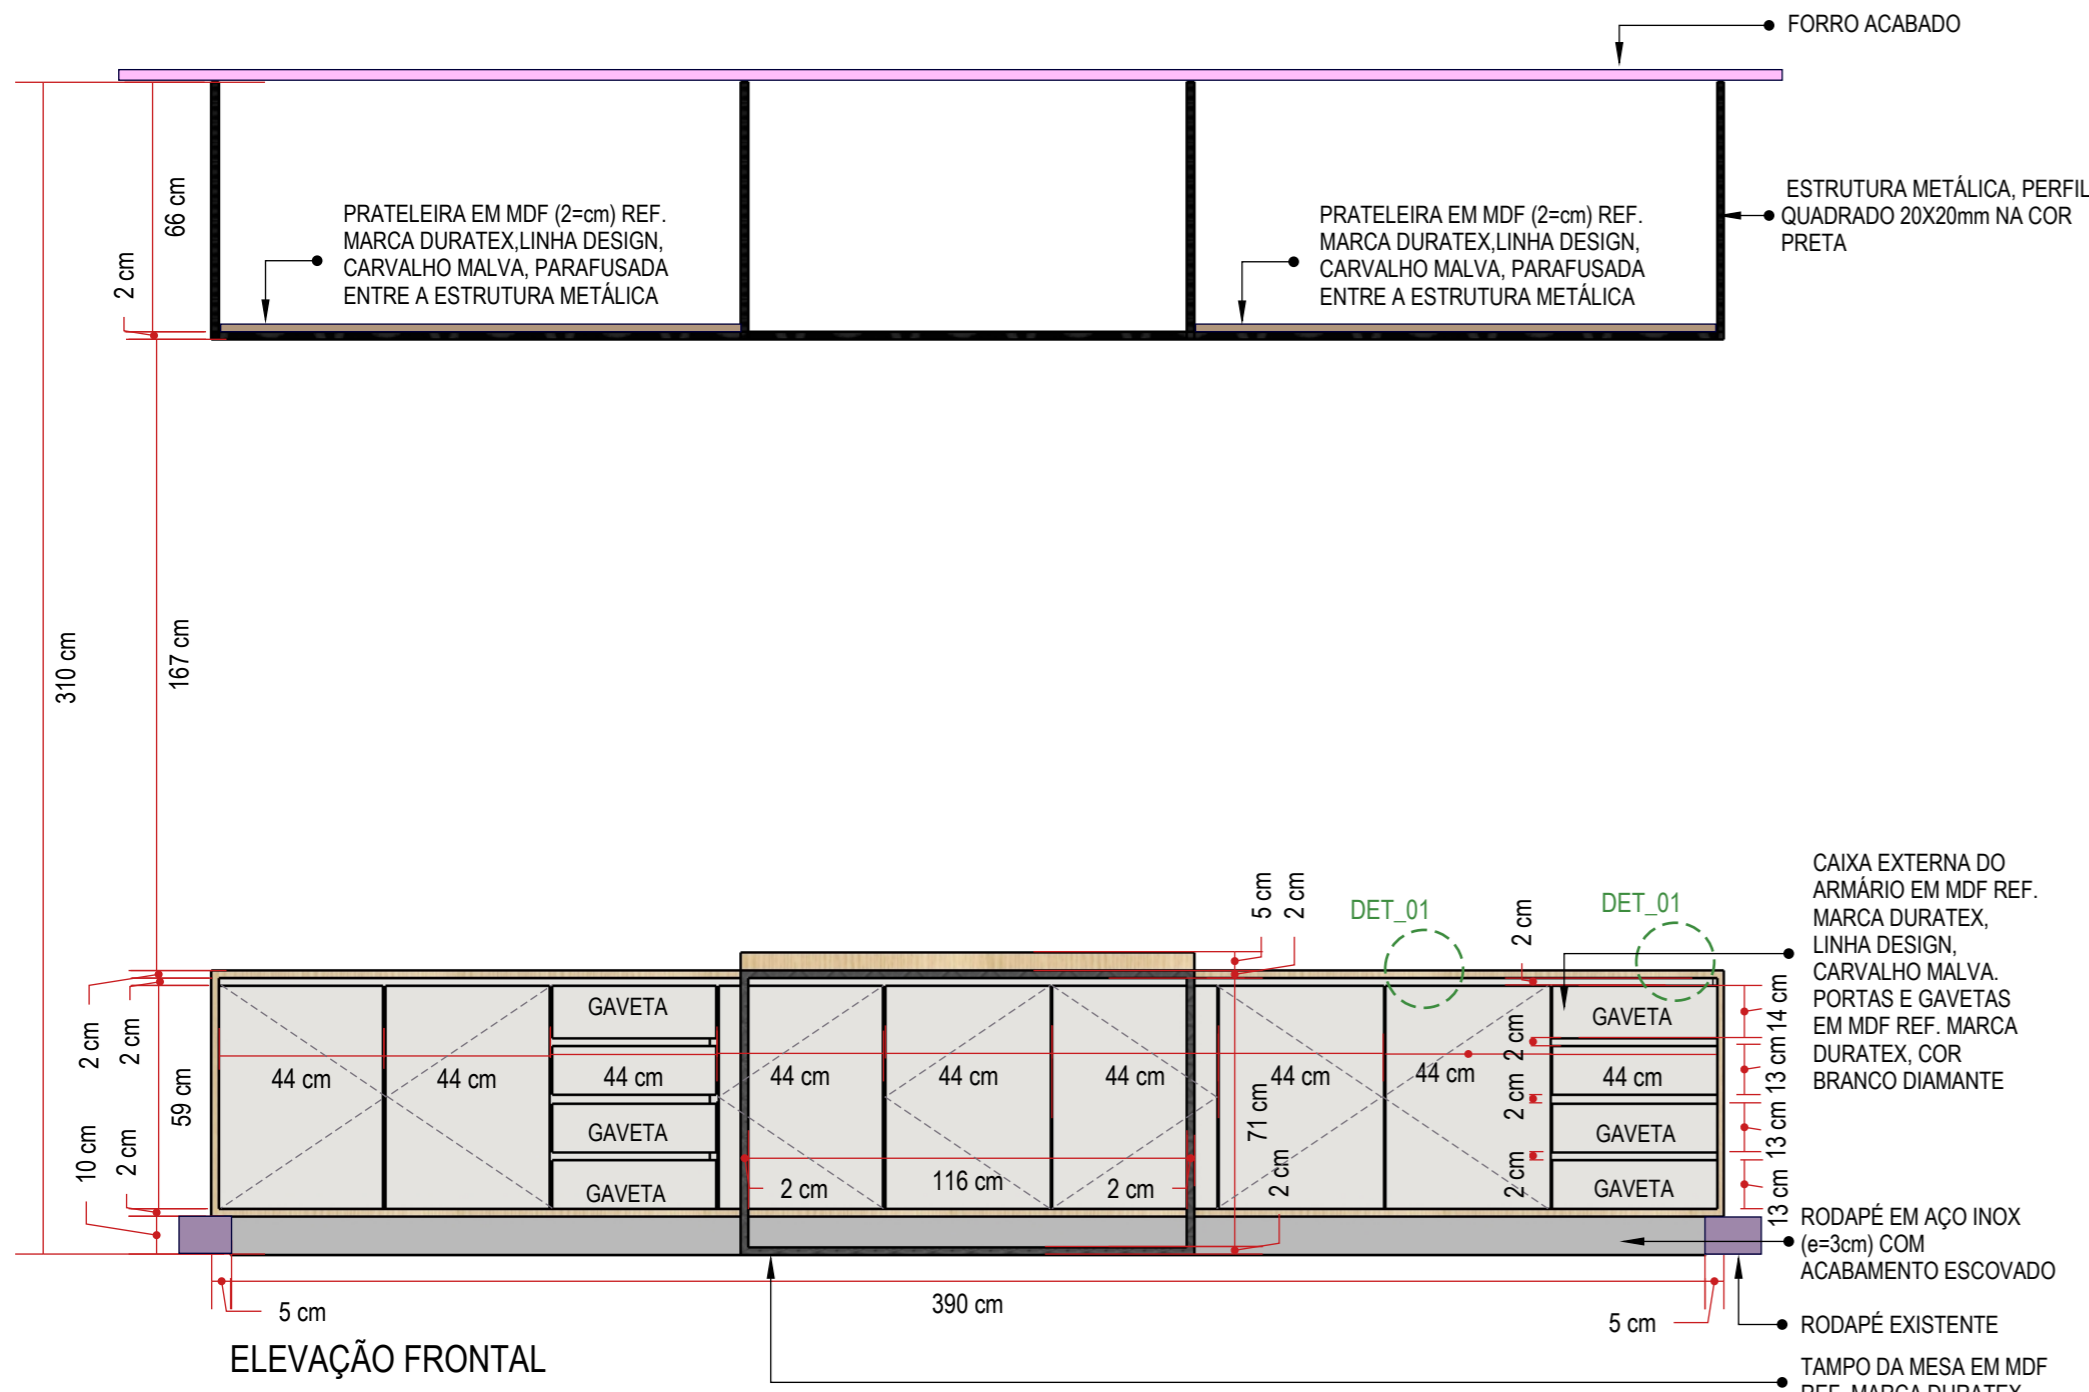 FORRO ACABADO
ESTRUTURA METÁLICA, PERFIL
QUADRADO 20X20mm NA COR
PRETA
66 cm
2 cm
PRATELEIRA EM MDF (2=cm) REF.
MARCA DURATEX,LINHA DESIGN,
CARVALHO MALVA, PARAFUSADA
ENTRE A ESTRUTURA METÁLICA
PRATELEIRA EM MDF (2=cm) REF.
MARCA DURATEX,LINHA DESIGN,
CARVALHO MALVA, PARAFUSADA
ENTRE A ESTRUTURA METÁLICA
310 cm
167 cm
5 cm
2 cm
DET_01
2 cm
DET_01
CAIXA EXTERNA DO
ARMÁRIO EM MDF REF.
MARCA DURATEX,
LINHA DESIGN,
CARVALHO MALVA.
PORTAS E GAVETAS
EM MDF REF. MARCA
DURATEX, COR
BRANCO DIAMANTE
2 cm
2 cm
59 cm
10 cm
2 cm
GAVETA
GAVETA
44 cm
44 cm
44 cm
44 cm
44 cm
44 cm
44 cm
44 cm
44 cm
GAVETA
GAVETA
GAVETA
GAVETA
2 cm
2 cm
2 cm
14 cm
13 cm
13 cm
13 cm
71 cm
2 cm
2 cm
116 cm
2 cm
RODAPÉ EM AÇO INOX
(e=3cm) COM
ACABAMENTO ESCOVADO
5 cm
390 cm
5 cm
RODAPÉ EXISTENTE
ELEVAÇÃO FRONTAL
TAMPO DA MESA EM MDF
REF. MARCA DURATEX